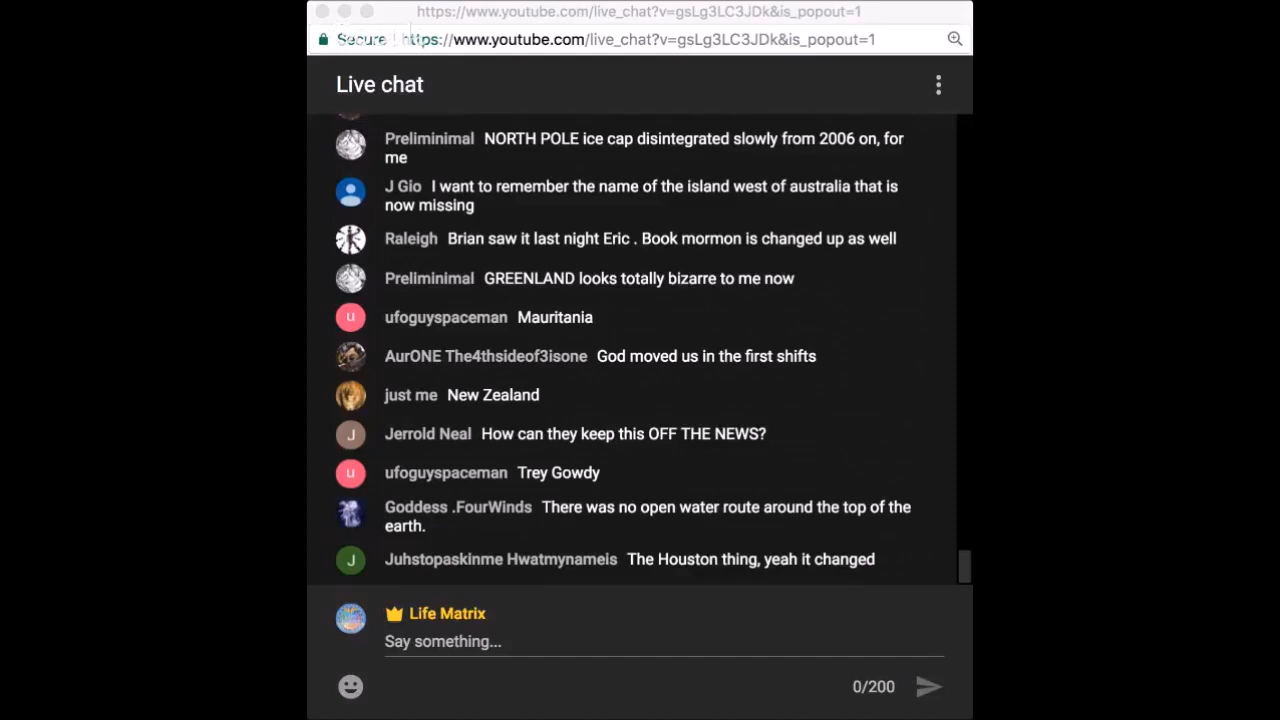 https://www.youtube.com/live_chat?v=gsLg3LC3JDk&is_popout=1
Secure https://www.youtube.com/live_chat?v=gsLg3LC3JDk&is_popout=1
Live chat
Preliminimal NORTH POLE ice cap disintegrated slowly from 2006 on, for
me
J Gio I want to remember the name of the island west of australia that is
now missing
Raleigh Brian saw it last night Eric . Book mormon is changed up as well
Preliminimal GREENLAND looks totally bizarre to me now
u ufoguyspaceman Mauritania
AurONE The4thsideof3isone God moved us in the first shifts
just me New Zealand
J Jerrold Neal How can they keep this OFF THE NEWS?
u ufoguyspaceman Trey Gowdy
Goddess .FourWinds There was no open water route around the top of the
earth.
J Juhstopaskinme Hwatmynameis The Houston thing, yeah it changed
Life Matrix
Say something...
0/200